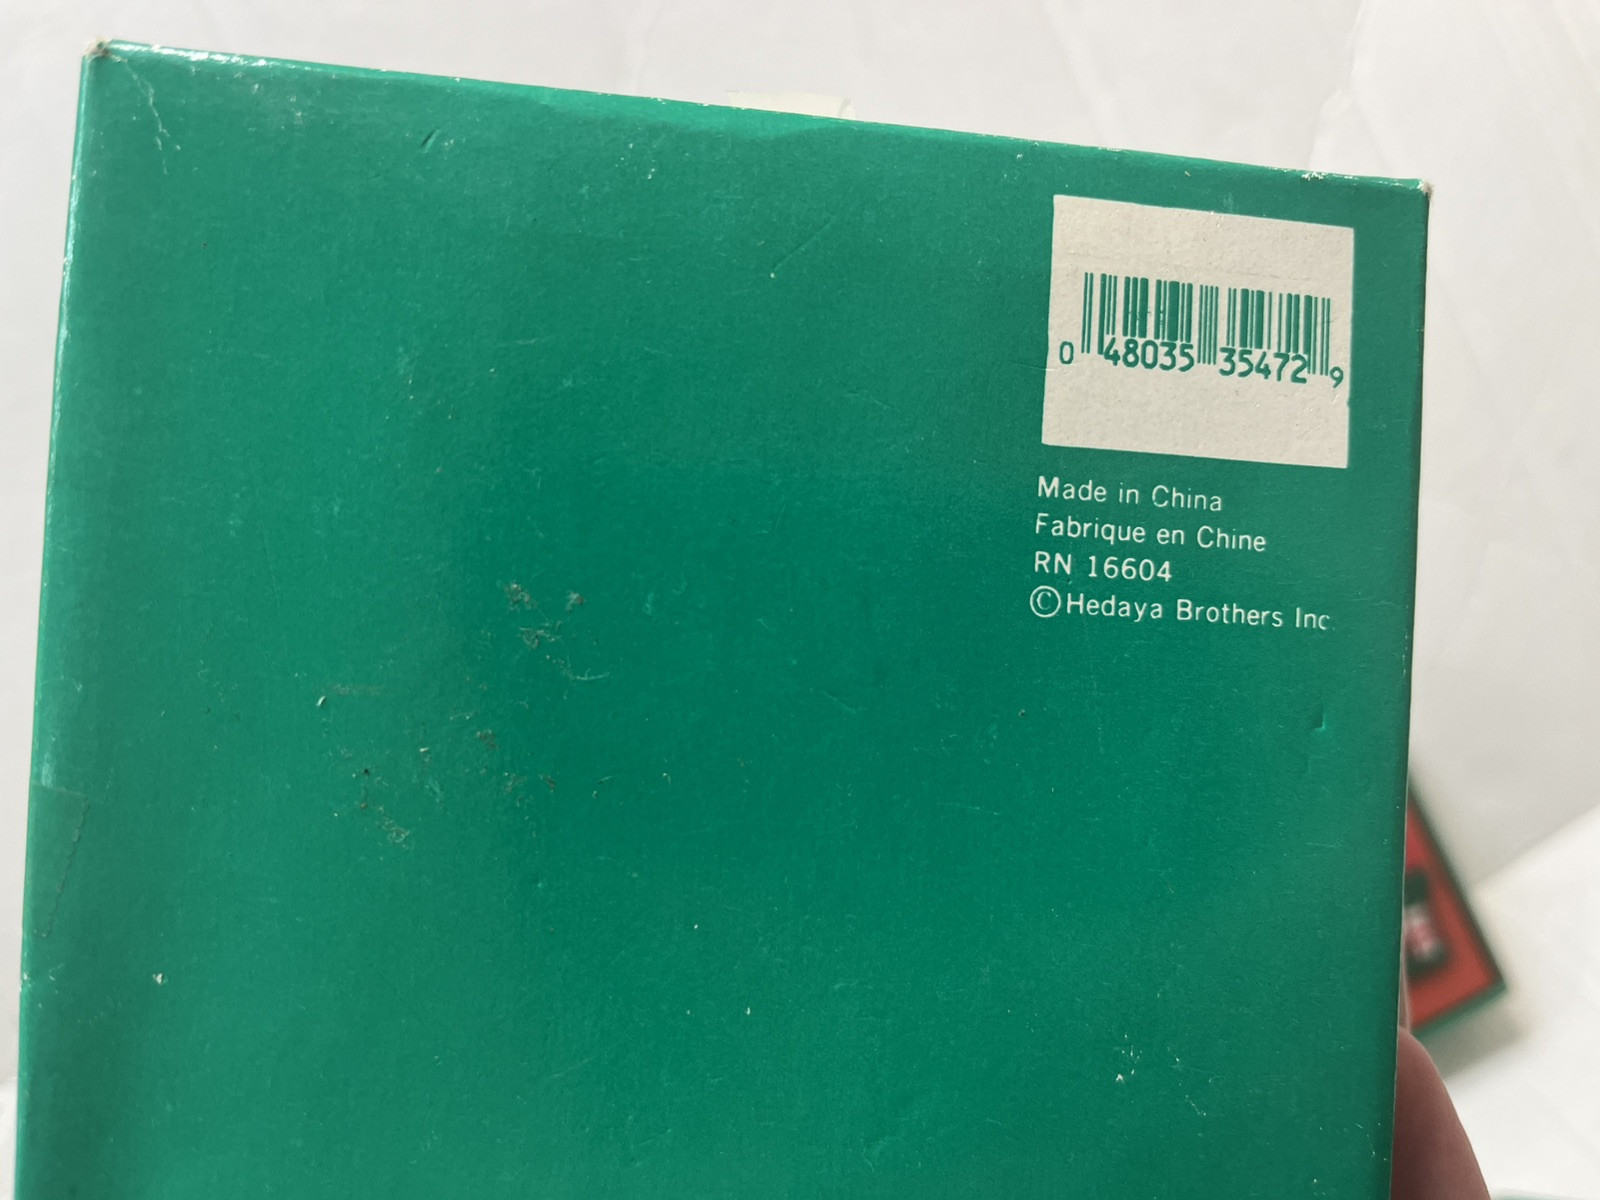 0 48035 35472 9
Made in China
Fabrique en Chine
RN 16604
©Hedaya Brothers Inc